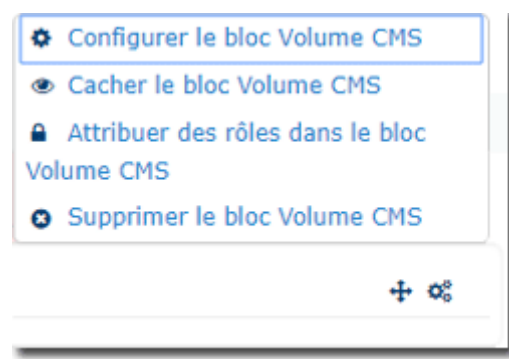 Configurer le bloc Volume CMS
Cacher le bloc Volume CMS
Attribuer des rôles dans le bloc
Volume CMS
Supprimer le bloc Volume CMS